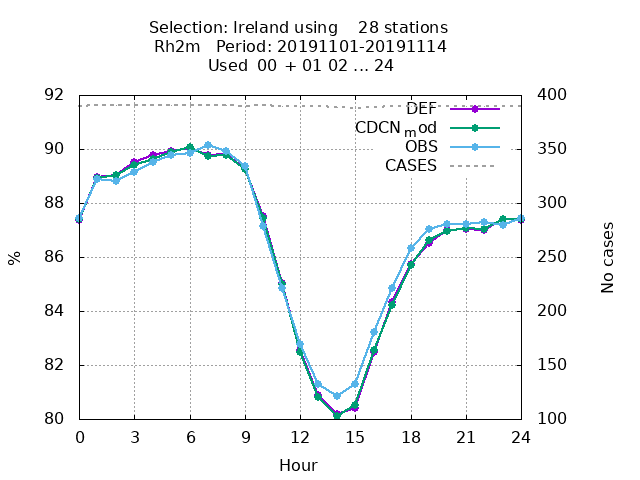 Selection: Ireland using    28 stations
Rh2m   Period: 20191101-20191114
Used  00 + 01 02 ... 24
92
90
88
86
84
82
80
%
400
350
300
250
200
150
100
No cases
DEF
CDCN_mod
OBS
CASES
0 3 6 9 12 15 18 21 24
Hour